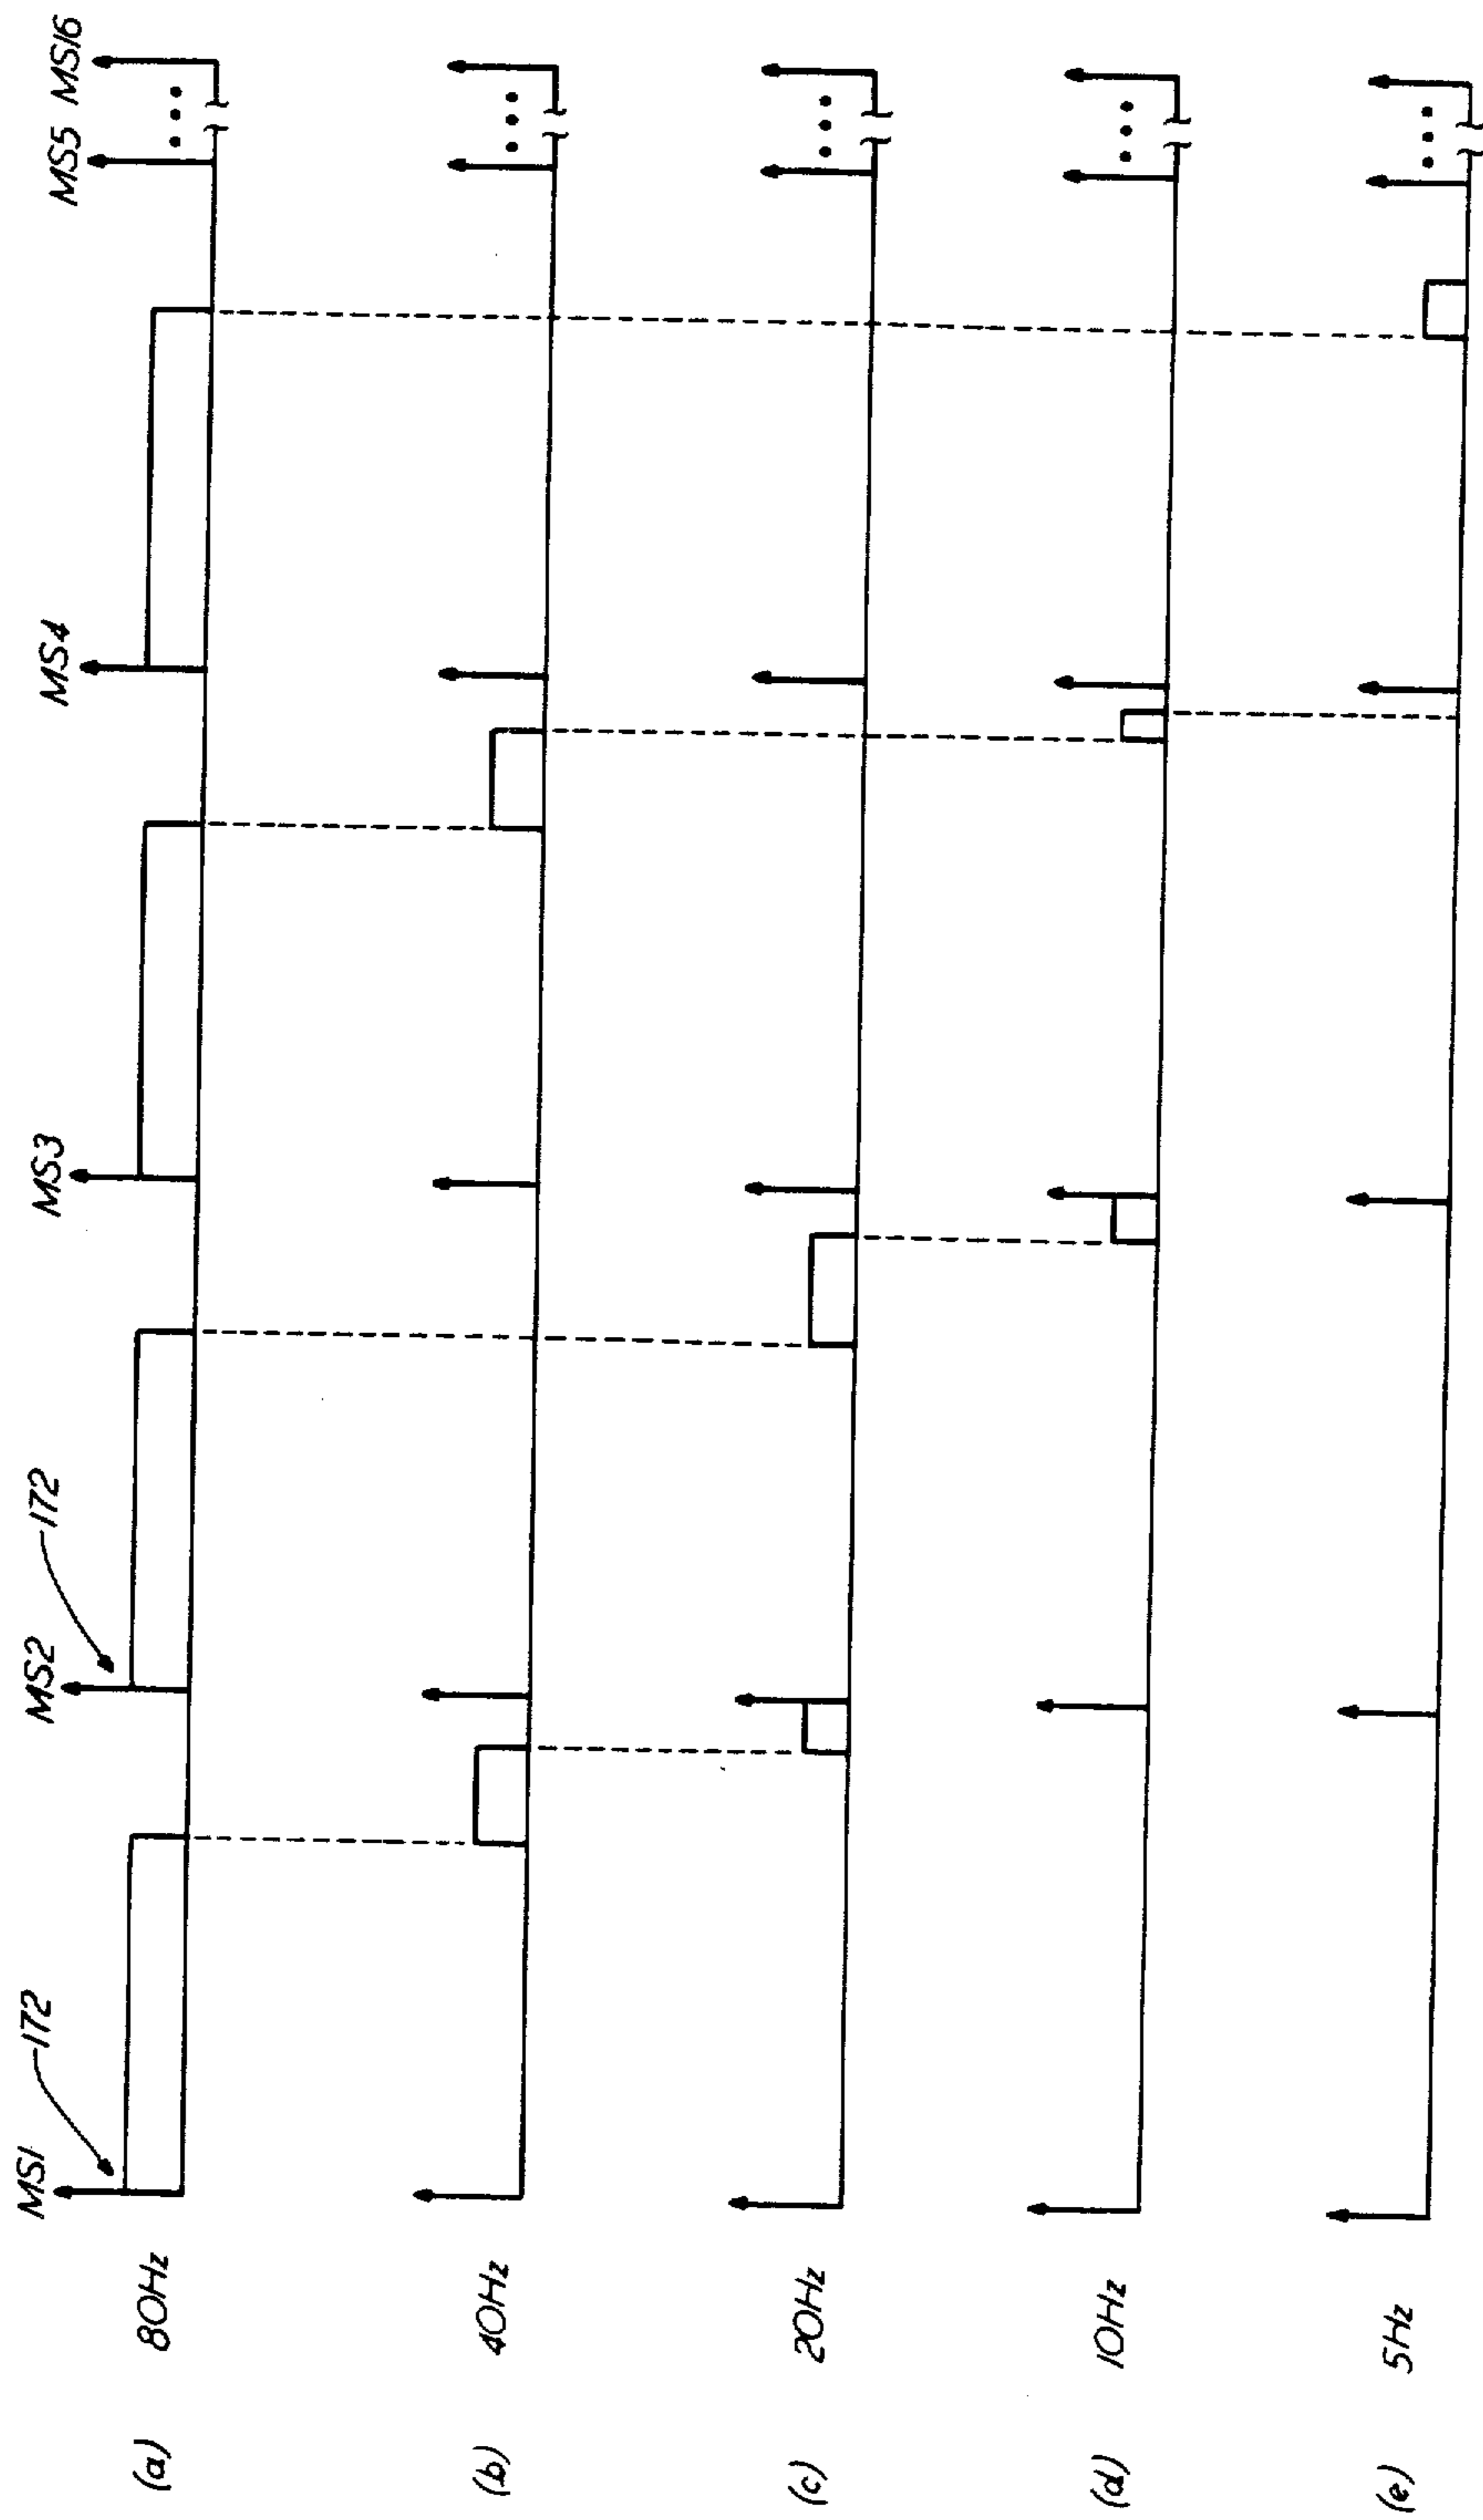 MS1 172 MS2 172 MS3 MS4 MS5 MS16
(a) 80Hz
(b) 40Hz
(c) 20Hz
(d) 10Hz
(e) 5Hz